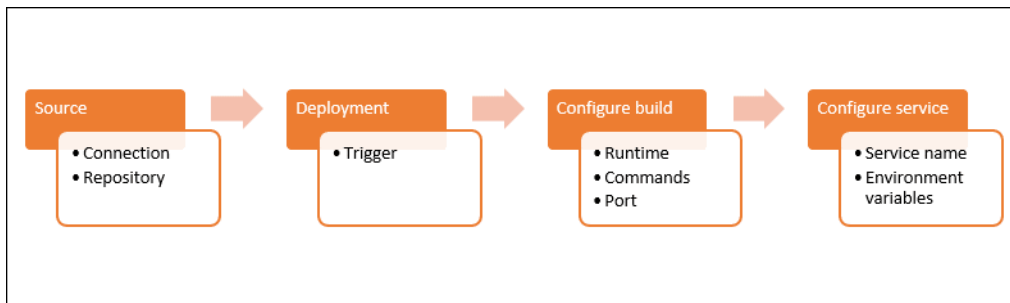 Source
• Connection
• Repository
Deployment
• Trigger
Configure build
• Runtime
• Commands
• Port
Configure service
• Service name
• Environment
variables